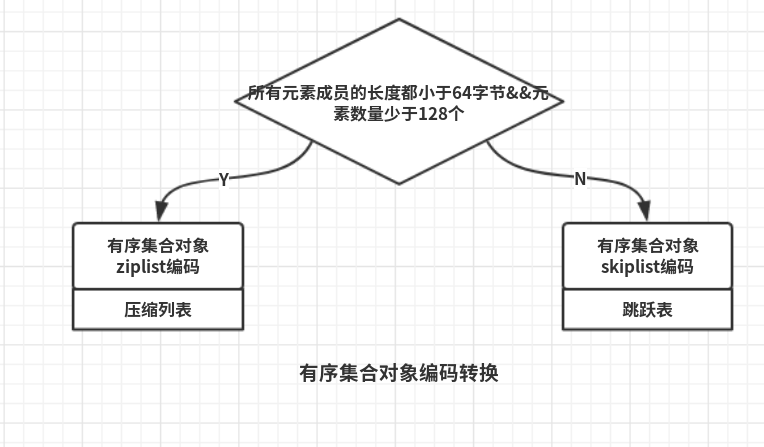 所有元素成员的长度都小于64字节&&元
素数量少于128个
Y
N
有序集合对象
ziplist编码
压缩列表
有序集合对象
skiplist编码
跳跃表
有序集合对象编码转换